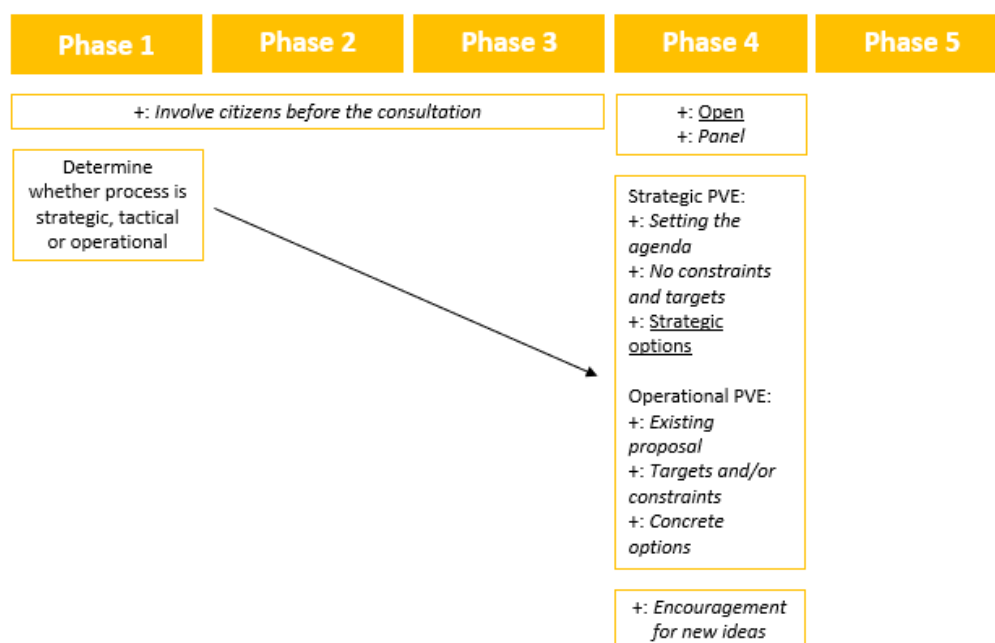 Phase 1
Phase 2
Phase 3
Phase 4
Phase 5
+: Involve citizens before the consultation
+: Open
+: Panel
Determine
whether process is
strategic, tactical
or operational
Strategic PVE:
+: Setting the
agenda
+: No constraints
and targets
+: Strategic
options
Operational PVE:
+: Existing
proposal
+: Targets and/or
constraints
+: Concrete
options
+: Encouragement
for new ideas